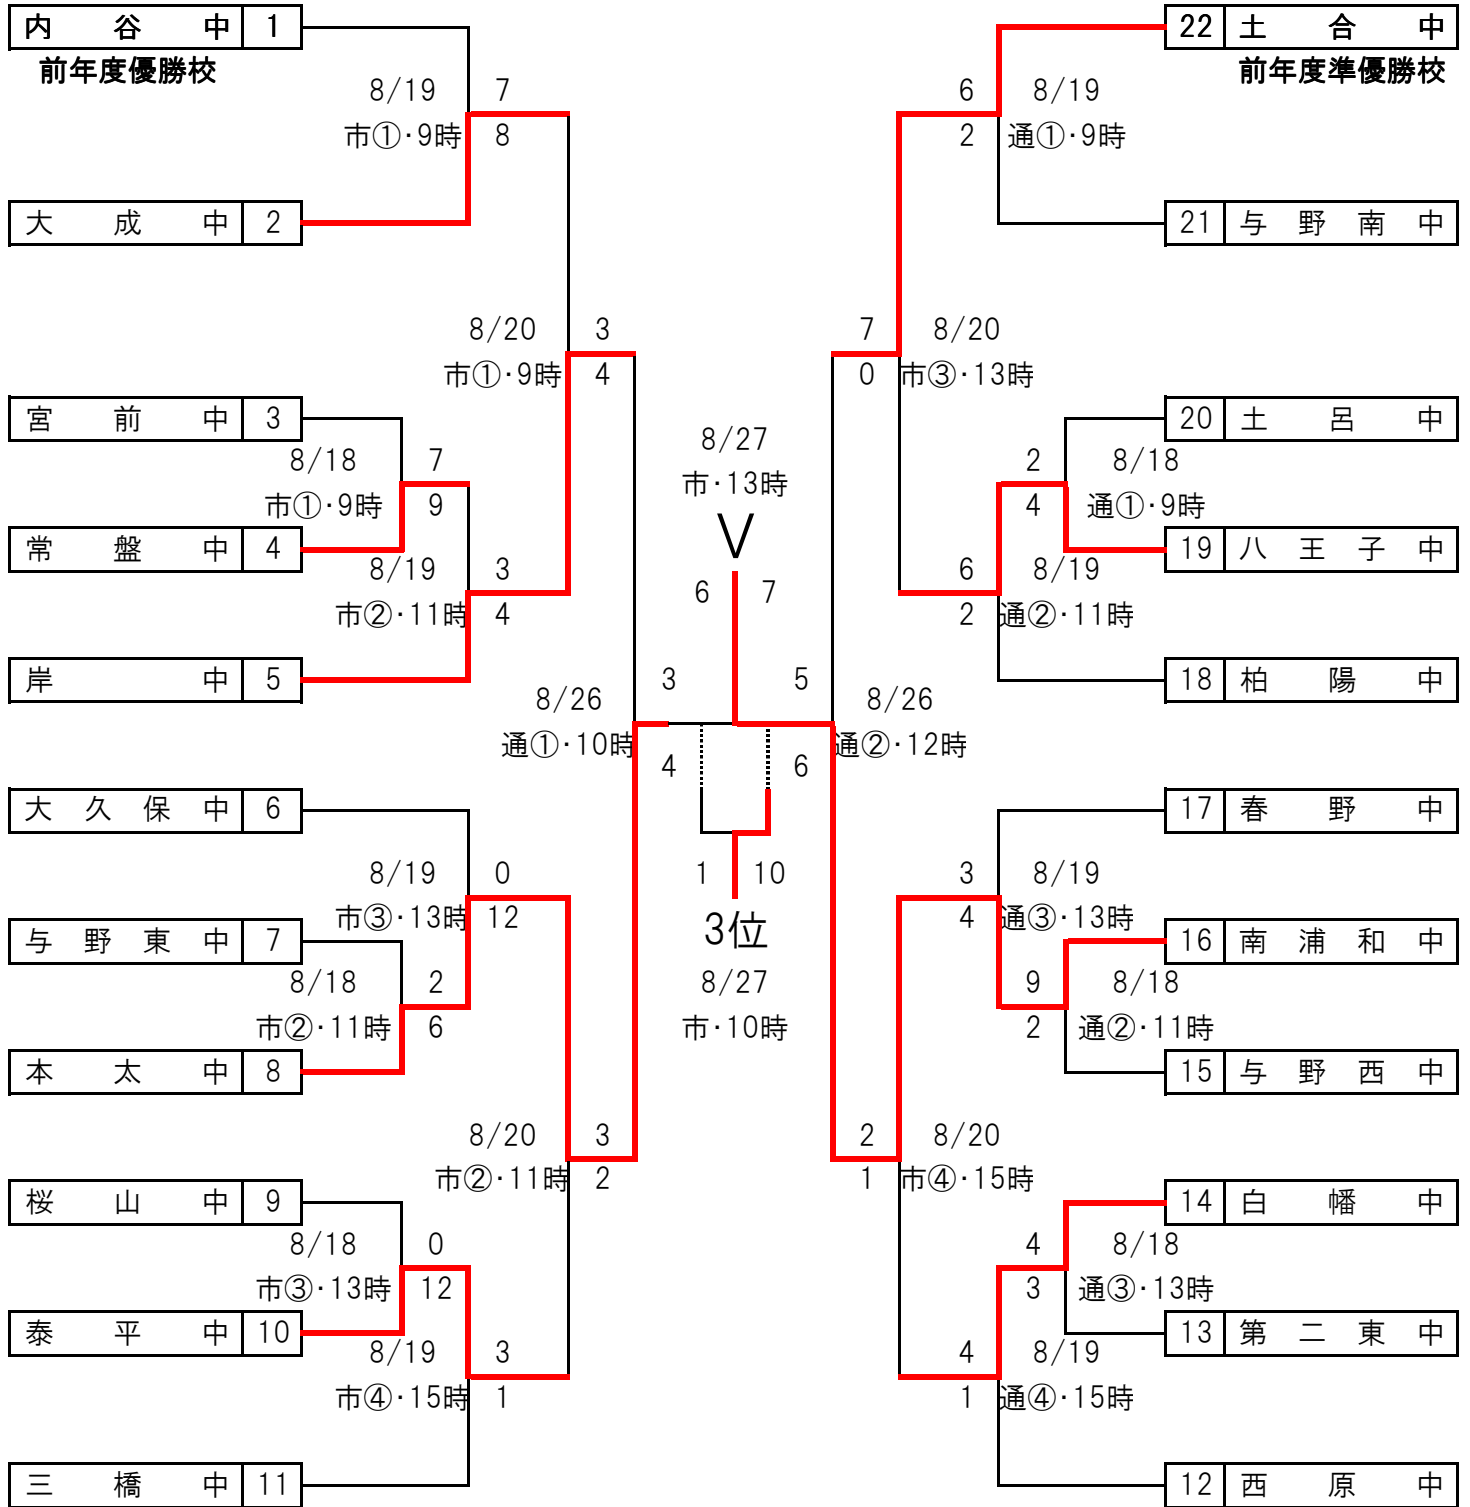 内谷中 1
前年度優勝校
8/19 7
市①・9時 8
大成中 2
8/20 3
市①・9時 4
宮前中 3
8/18 7
市①・9時 9
常盤中 4
8/19 3
市②・11時 4
岸中 5
8/26 3
通①・10時 4
大久保中 6
8/19 0
市③・13時 12
与野東中 7
8/18 2
市②・11時 6
本太中 8
8/20 3
市②・11時 2
桜山中 9
8/18 0
市③・13時 12
泰平中 10
8/19 3
市④・15時 1
三橋中 11
8/27
市・13時
V
6 7
1 10
3位
8/27
市・10時
22 土合中
前年度準優勝校
6 8/19
2 通①・9時
21 与野南中
7 8/20
0 市③・13時
20 土呂中
2 8/18
4 通①・9時
19 八王子中
6 8/19
2 通②・11時
18 柏陽中
5 8/26
6 通②・12時
17 春野中
3 8/19
4 通③・13時
16 南浦和中
9 8/18
2 通②・11時
15 与野西中
2 8/20
1 市④・15時
14 白幡中
4 8/18
3 通③・13時
13 第二東中
4 8/19
1 通④・15時
12 西原中